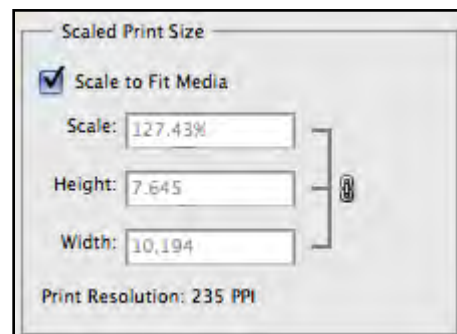 Scaled Print Size
Scale to Fit Media
Scale: 127.43%
Height: 7.645
Width: 10.194
Print Resolution: 235 PPI